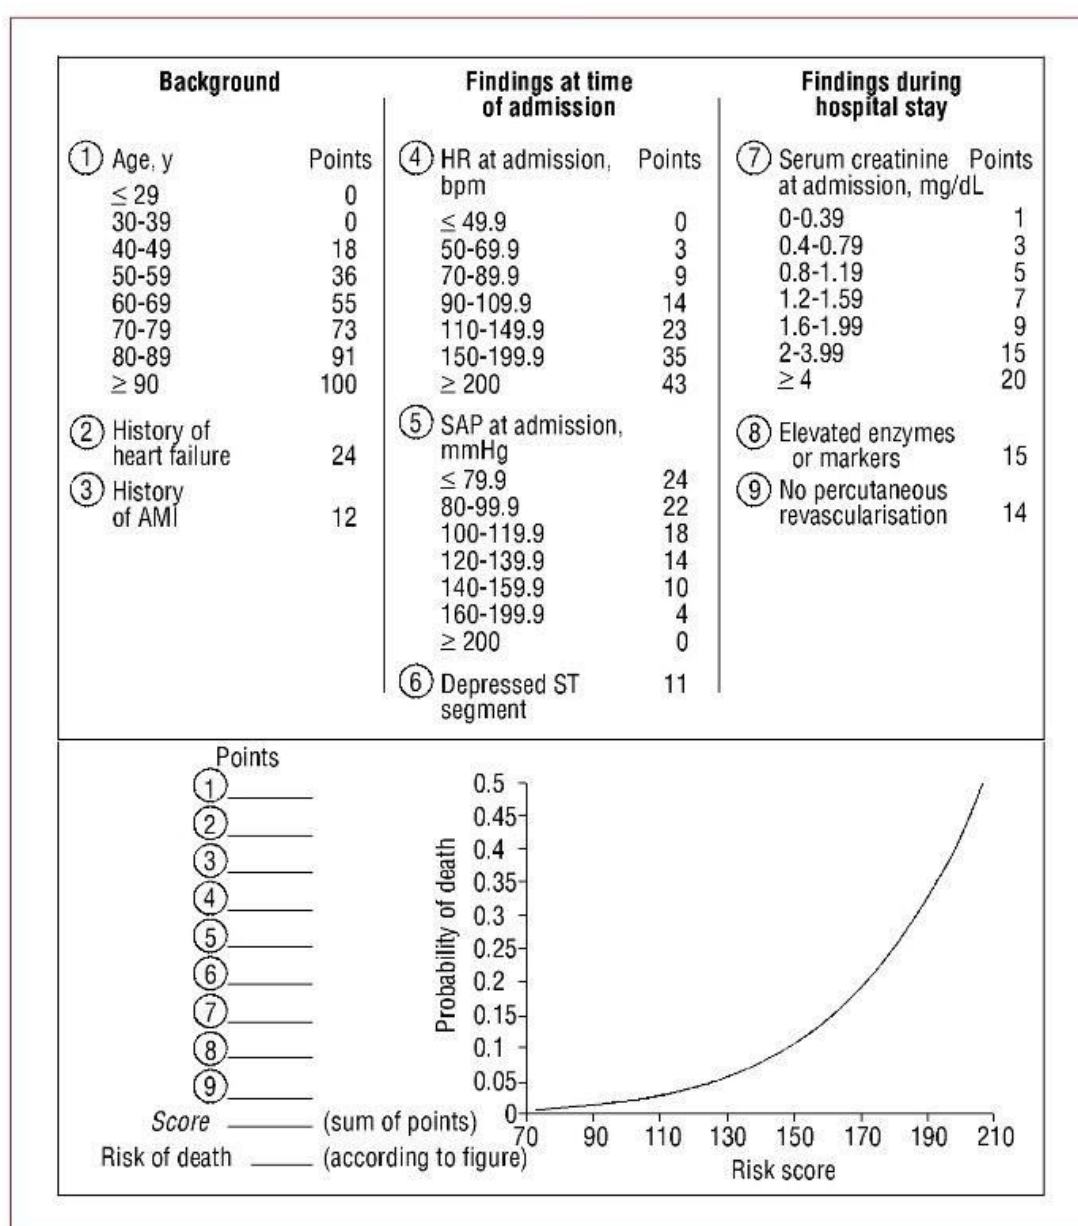 Background
① Age, y Points
≤ 29 0
30-39 0
40-49 18
50-59 36
60-69 55
70-79 73
80-89 91
≥ 90 100
② History of
heart failure 24
③ History
of AMI 12
Findings at time
of admission
④ HR at admission, Points
bpm
≤ 49.9 0
50-69.9 3
70-89.9 9
90-109.9 14
110-149.9 23
150-199.9 35
≥ 200 43
⑤ SAP at admission,
mmHg
≤ 79.9 24
80-99.9 22
100-119.9 18
120-139.9 14
140-159.9 10
160-199.9 4
≥ 200 0
⑥ Depressed ST 11
segment
Findings during
hospital stay
⑦ Serum creatinine Points
at admission, mg/dL
0-0.39 1
0.4-0.79 3
0.8-1.19 5
1.2-1.59 7
1.6-1.99 9
2-3.99 15
≥ 4 20
⑧ Elevated enzymes
or markers 15
⑨ No percutaneous
revascularisation 14
Points
①
②
③
④
⑤
⑥
⑦
⑧
⑨
Score (sum of points)
Risk of death (according to figure)
Probability of death
0.5
0.45
0.4
0.35
0.3
0.25
0.2
0.15
0.1
0.05
0
70 90 110 130 150 170 190 210
Risk score